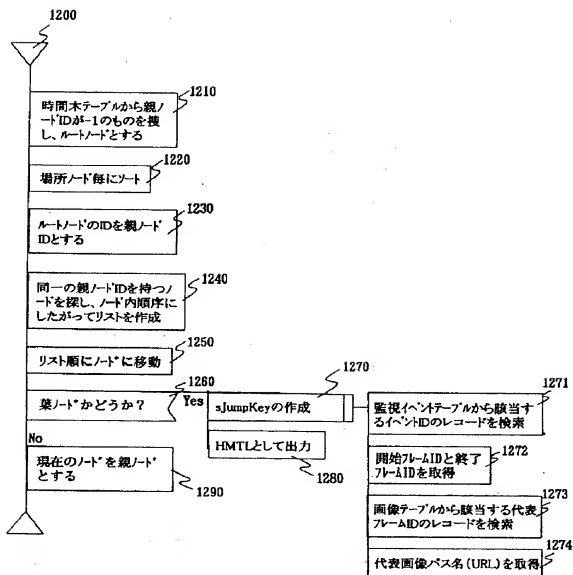 1200
1210
時間木テーブルから親ノ
ードIDが-1のものを捜
し、ルートノードとする
1220
場所ノード毎にソート
1230
ルートノードのIDを親ノード
IDとする
1240
同一の親ノードIDを持つノ
ードを探し、ノード内順序に
したがってリストを作成
1250
リスト順にノードに移動
1260
葉ノードかどうか?
Yes
1270
sJumpKeyの作成
1271
監視イベントテーブルから該当す
るイベントIDのレコードを検索
HMTLとして出力
1280
1272
開始フレームIDと終了
フレームIDを取得
No
現在のノードを親ノード
とする
1290
1273
画像テーブルから該当する代表
フレームIDのレコードを検索
1274
代表画像パス名(URL)を取得